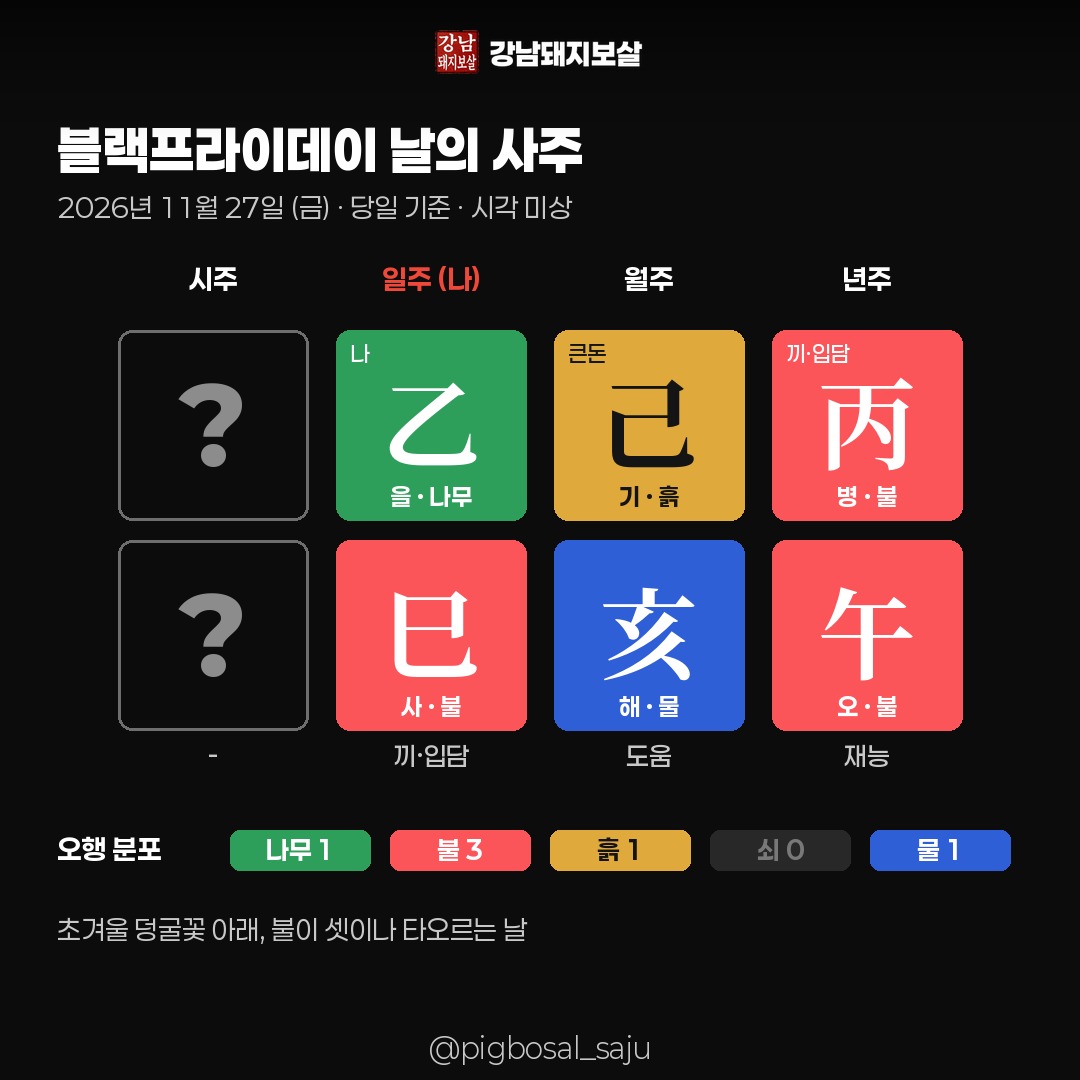 강남
돼지보살
강남돼지보살
블랙프라이데이 날의 사주
2026년 11월 27일 (금) · 당일 기준 · 시각 미상
시주 일주 (나) 월주 년주
나 큰돈 끼·입담
? 乙 己 丙
을 · 나무 기 · 흙 병 · 불
? 巳 亥 午
사 · 불 해 · 물 오 · 불
- 끼·입담 도움 재능
오행 분포 나무 1 불 3 흙 1 쇠 0 물 1
초겨울 덩굴꽃 아래, 불이 셋이나 타오르는 날
@pigbosal_saju